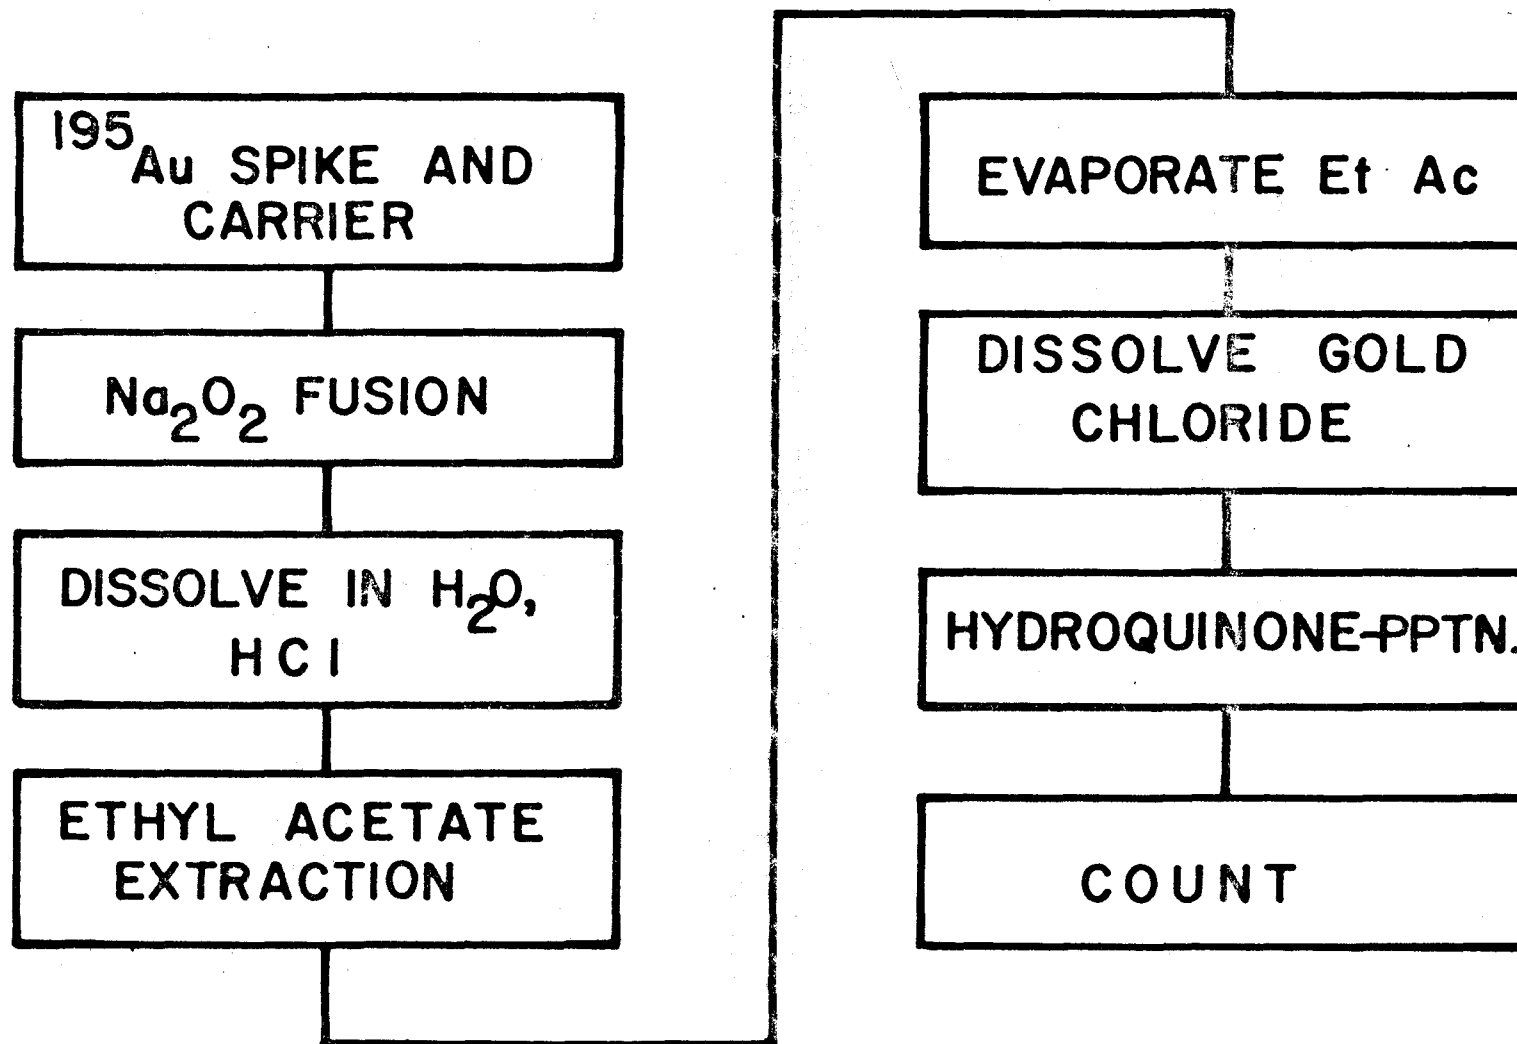 ¹⁹⁵Au SPIKE AND
CARRIER
Na₂O₂ FUSION
DISSOLVE IN H₂O,
HCl
ETHYL ACETATE
EXTRACTION
EVAPORATE Et Ac
DISSOLVE GOLD
CHLORIDE
HYDROQUINONE-PPTN.
COUNT